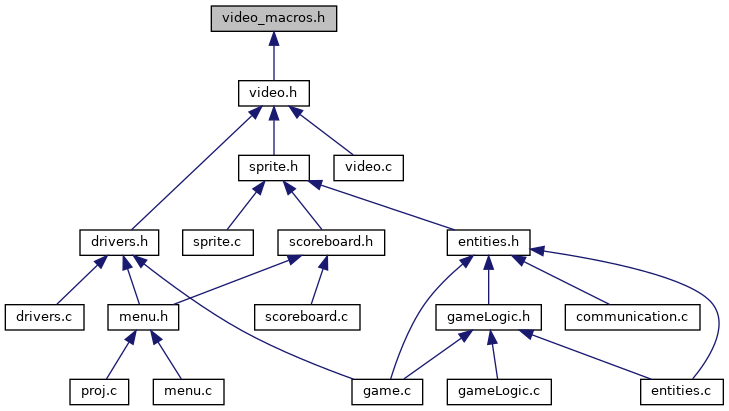 video_macros.h
video.h
sprite.h
video.c
drivers.h
sprite.c
scoreboard.h
entities.h
drivers.c
menu.h
scoreboard.c
gameLogic.h
communication.c
proj.c
menu.c
game.c
gameLogic.c
entities.c